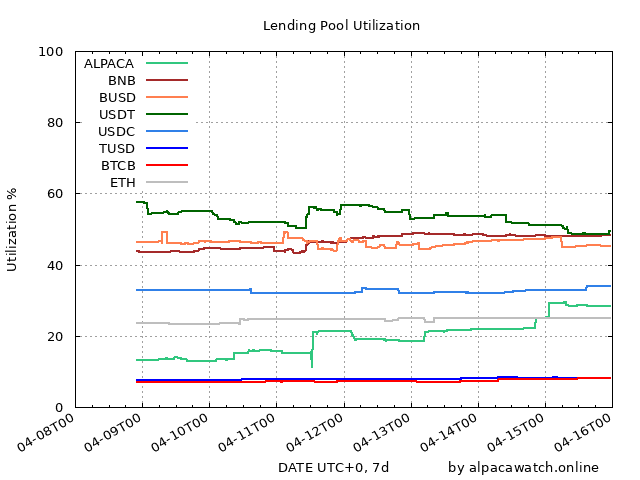 Lending Pool Utilization
100
80
60
40
20
0
Utilization %
ALPACA
BNB
BUSD
USDT
USDC
TUSD
BTCB
ETH
04-08T00
04-09T00
04-10T00
04-11T00
04-12T00
04-13T00
04-14T00
04-15T00
04-16T00
DATE UTC+0, 7d
by alpacawatch.online